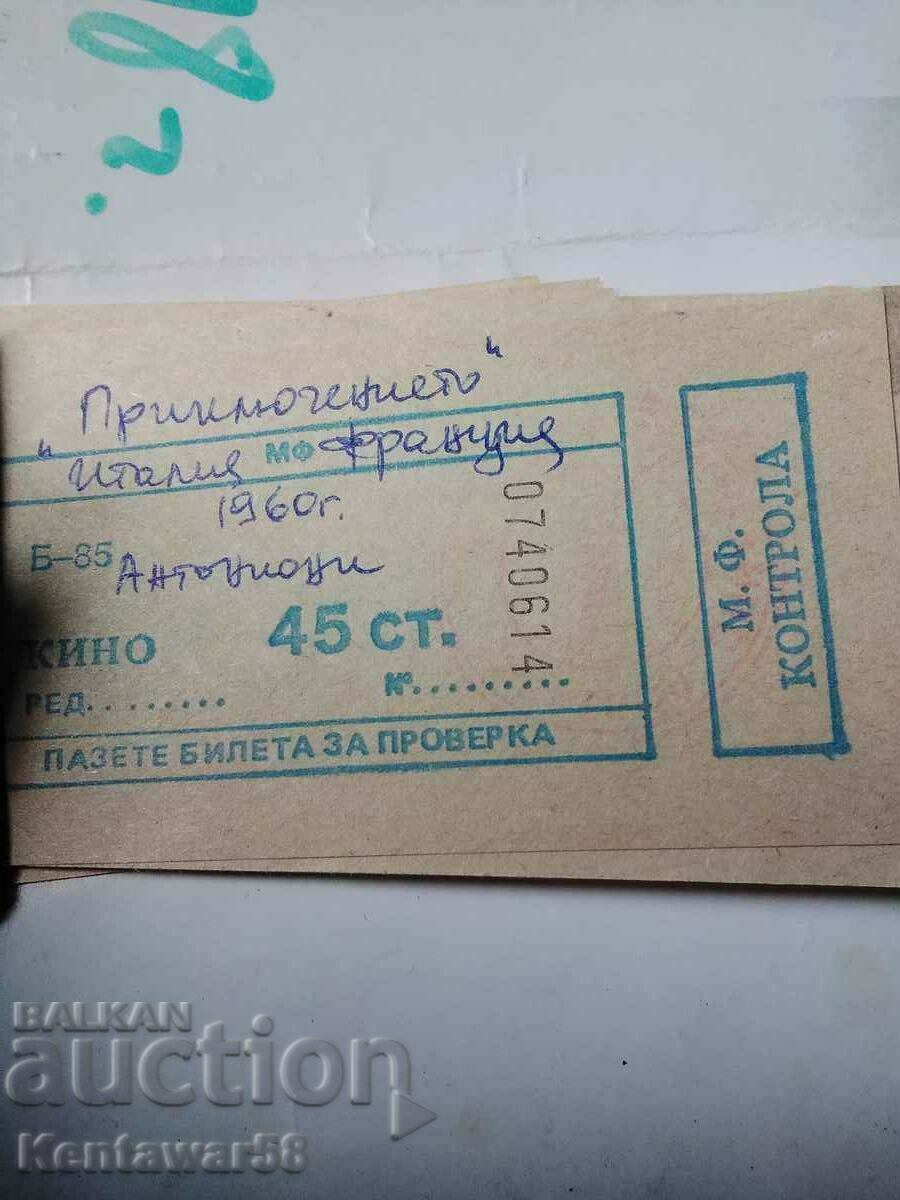 8 г.
"Приключението"
Италия Франция
МФ
1960г.
Б-85
Антониони
КИНО 45 СТ.
РЕД......... №.........
0740614
ПАЗЕТЕ БИЛЕТА ЗА ПРОВЕРКА
М. Ф.
КОНТРОЛА
BALKAN
auction
Kentawar58